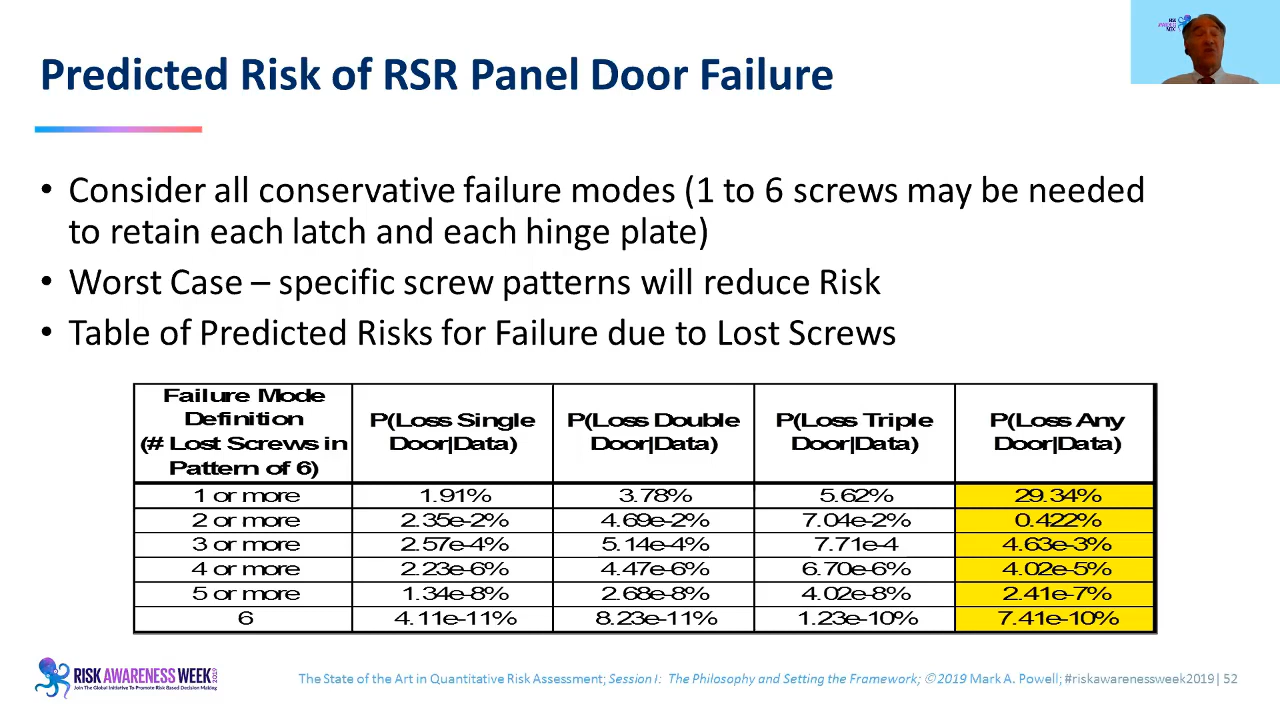 Predicted Risk of RSR Panel Door Failure
• Consider all conservative failure modes (1 to 6 screws may be needed
to retain each latch and each hinge plate)
• Worst Case – specific screw patterns will reduce Risk
• Table of Predicted Risks for Failure due to Lost Screws
Failure Mode Definition (# Lost Screws in Pattern of 6) P(Loss Single Door|Data) P(Loss Double Door|Data) P(Loss Triple Door|Data) P(Loss Any Door|Data)
1 or more 1.91% 3.78% 5.62% 29.34%
2 or more 2.35e-2% 4.69e-2% 7.04e-2% 0.422%
3 or more 2.57e-4% 5.14e-4% 7.71e-4 4.63e-3%
4 or more 2.23e-6% 4.47e-6% 6.70e-6% 4.02e-5%
5 or more 1.34e-8% 2.68e-8% 4.02e-8% 2.41e-7%
6 4.11e-11% 8.23e-11% 1.23e-10% 7.41e-10%
RISK AWARENESS WEEK 2019
Join The Global Initiative To Promote Risk Based Decision Making
The State of the Art in Quantitative Risk Assessment; Session I: The Philosophy and Setting the Framework; ©2019 Mark A. Powell; #riskawarenessweek2019| 52